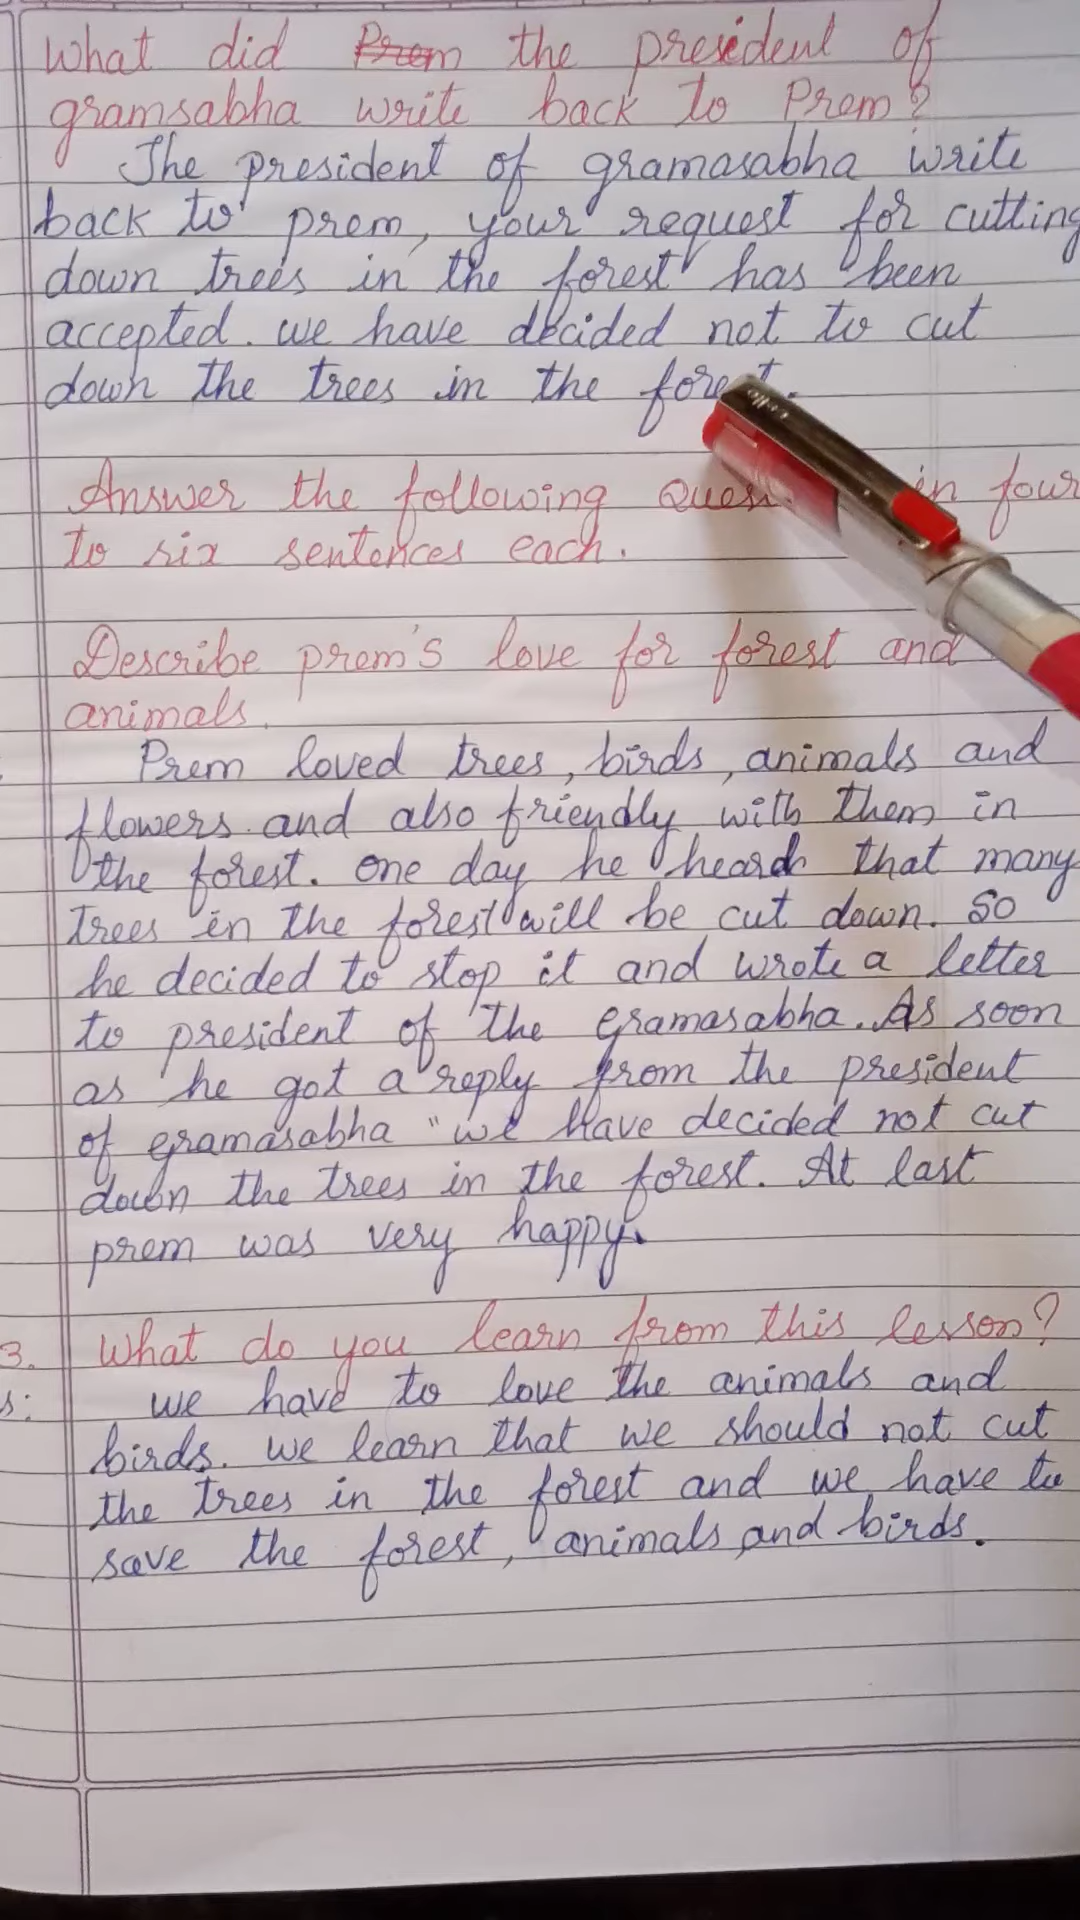 What did Prem the president of
gramsabha write back to Prem?
The president of gramasabha write
back to prem, your request for cutting
down trees in the forest has been
accepted. we have decided not to cut
down the trees in the forest.
Answer the following in four
to six sentences each.
Describe prem's love for forest and
animals.
Prem loved trees, birds, animals and
flowers. and also friendly with them in
the forest. one day he heard that many
trees in the forest will be cut down. So
he decided to stop it and wrote a letter
to president of the gramasabha. As soon
as he got a reply from the president
of gramasabha "we have decided not cut
down the trees in the forest. At last
prem was very happy.
3. What do you learn from this lesson?
s: we have to love the animals and
birds. we learn that we should not cut
the trees in the forest and we have to
save the forest, animals and birds.